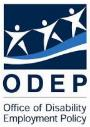 ODEP
Office of Disability
Employment Policy